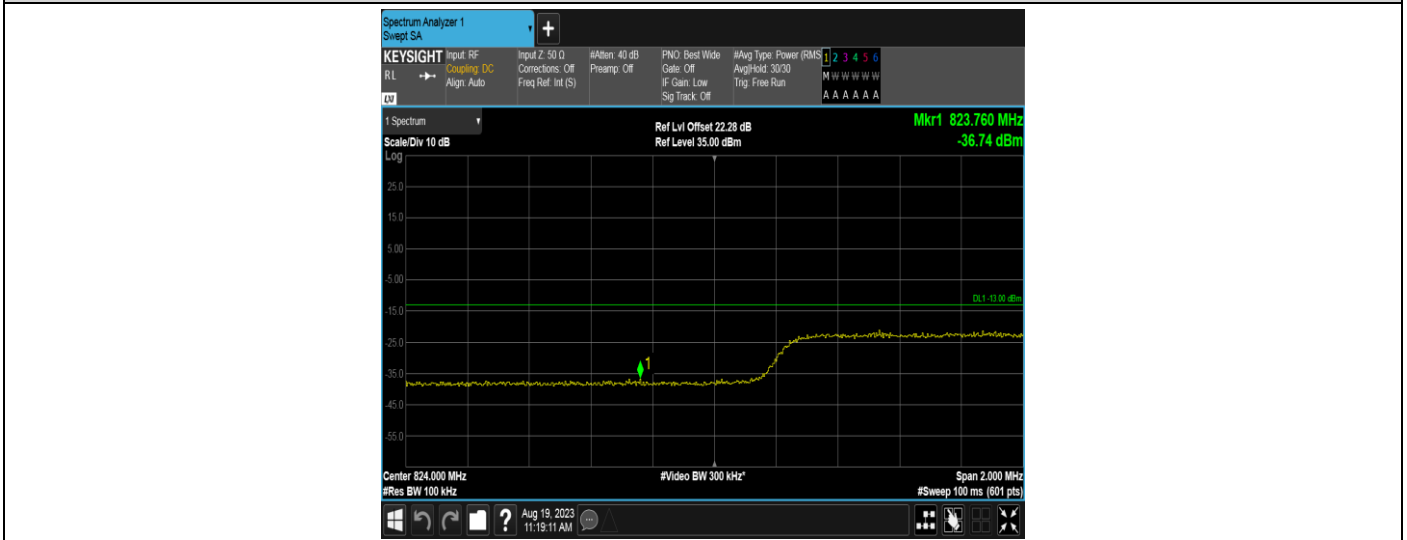 Spectrum Analyzer 1
Swept SA
+
KEYSIGHT Input: RF Input Z: 50 Ω #Atten: 40 dB PNO: Best Wide #Avg Type: Power (RMS 1 2 3 4 5 6
RL Coupling: DC Corrections: Off Preamp: Off Gate: Off Avg|Hold: 30/30 M W W W W W
Align: Auto Freq Ref: Int (S) IF Gain: Low Trig: Free Run
LXI Sig Track: Off A A A A A A
1 Spectrum Ref Lvl Offset 22.28 dB Mkr1 823.760 MHz
Scale/Div 10 dB Ref Level 35.00 dBm -36.74 dBm
Log
25.0
15.0
5.00
-5.00
DL1 -13.00 dBm
-15.0
-25.0
1
-35.0
-45.0
-55.0
Center 824.000 MHz #Video BW 300 kHz* Span 2.000 MHz
#Res BW 100 kHz #Sweep 100 ms (601 pts)
? Aug 19, 2023
11:19:11 AM